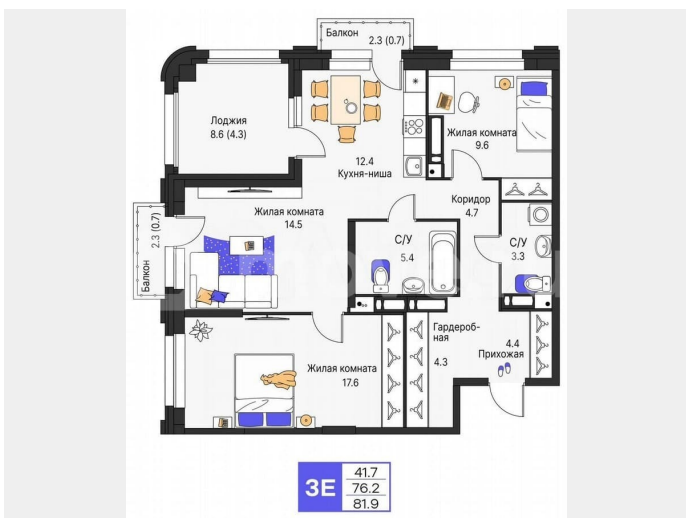 Балкон
2.3 (0.7)
Лоджия
8.6 (4.3)
12.4
Кухня-ниша
Жилая комната
9.6
Коридор
4.7
Жилая комната
14.5
Балкон
2.3 (0.7)
С/У
5.4
С/У
3.3
Гардероб-
ная
4.3
4.4
Прихожая
Жилая комната
17.6
3Е
41.7
76.2
81.9